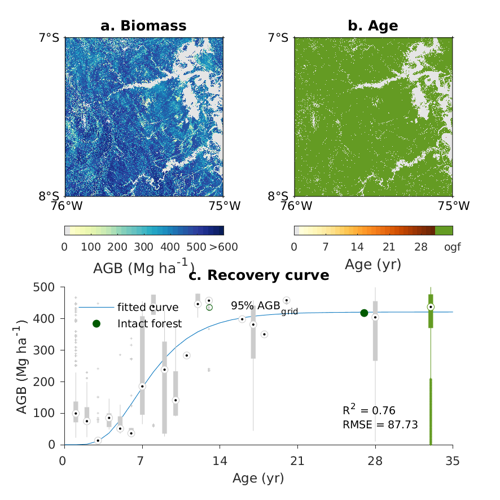 a. Biomass
b. Age
7°S
8°S
76°W 75°W
7°S
8°S
76°W 75°W
0 100 200 300 400 500 >600
AGB (Mg ha-1)
0 7 14 21 28 ogf
Age (yr)
c. Recovery curve
fitted curve
95% AGBgrid
Intact forest
500
400
300
200
100
0
AGB (Mg ha-1)
R2 = 0.76
RMSE = 87.73
0 7 14 21 28 35
Age (yr)